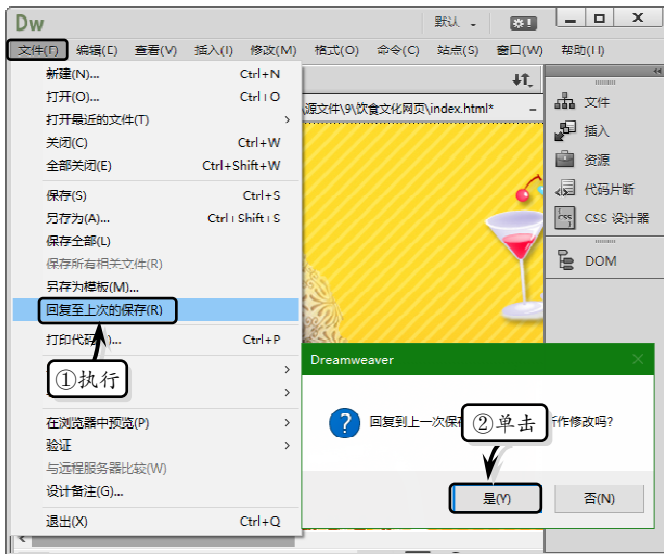 Dw
默认
文件(F) 编辑(E) 查看(V) 插入(I) 修改(M) 格式(O) 命令(C) 站点(S) 窗口(W) 帮助(H)
新建(N)... Ctrl+N
打开(O)... Ctrl+O
打开最近的文件(T)
关闭(C) Ctrl+W
全部关闭(E) Ctrl+Shift+W
保存(S) Ctrl+S
另存为(A)... Ctrl+Shift+S
保存全部(L)
保存所有相关文件(R)
另存为模板(M)...
回复至上次的保存(R)
打印代码 )... Ctrl+P
①执行
在浏览器中预览(P)
验证
与远程服务器比较(W)
设计备注(G)...
退出(X) Ctrl+Q
\源文件\9\饮食文化网页\index.html*
文件
插入
资源
代码片断
CSS 设计器
DOM
Dreamweaver
回复到上一次保存 所作修改吗?
②单击
是(Y) 否(N)